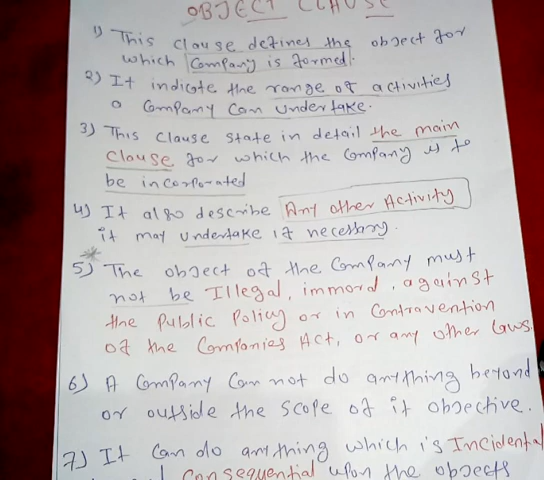 OBJECT CLAUSE
1) This clause defines the object for
which Company is formed.
2) It indicate the range of activities
a Company Can undertake.
3) This Clause state in detail the main
Clause for which the Company is to
be incorporated
4) It also describe Any other Activity
it may undertake if necessary.
5) The object of the Company must
not be Illegal, immoral, against
the Public Policy or in Contravention
of the Companies Act, or any other laws.
6) A Company Can not do anything beyond
or outside the scope of it objective.
7) It Can do anything which is Incidental
Consequential upon the objects